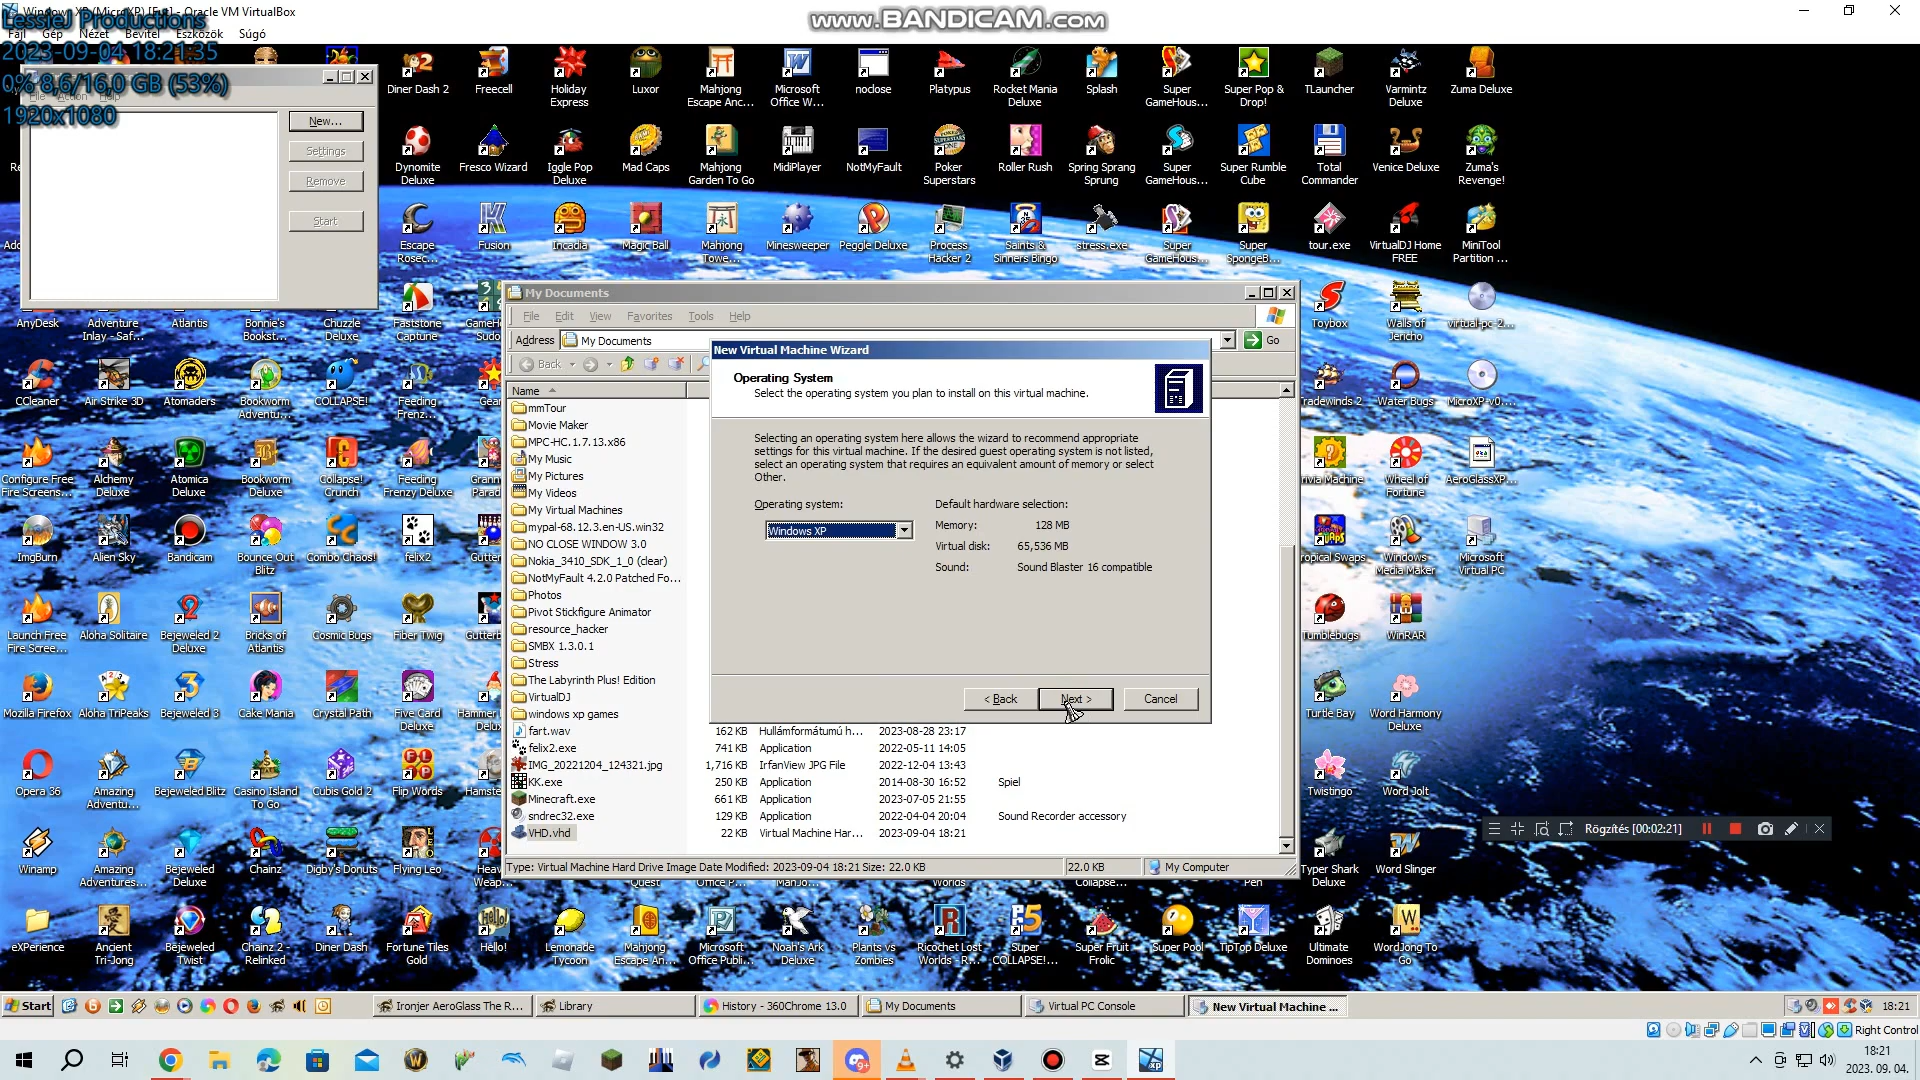 Window XP (MicroXP) [Fut] - Oracle VM VirtualBox
LessieJ Productions
Fájl Gép Nézet Bevitel Eszközök Súgó
2023-09-04 18:21:35
0% 8,6/16,0 GB (53%)
1920x1080
WWW.BANDICAM.COM
File Action Help
New...
Settings
Remove
Start
Diner Dash 2
Freecell
Holiday Express
Luxor
Mahjong Escape Anc...
Microsoft Office W...
noclose
Platypus
Rocket Mania Deluxe
Splash
Super GameHous...
Super Pop & Drop!
TLauncher
Varmintz Deluxe
Zuma Deluxe
Dynomite Deluxe
Fresco Wizard
Iggle Pop Deluxe
Mad Caps
Mahjong Garden To Go
MidiPlayer
NotMyFault
Poker Superstars
Roller Rush
Spring Sprang Sprung
Super GameHous...
Super Rumble Cube
Total Commander
Venice Deluxe
Zuma's Revenge!
Escape Rosec...
Fusion
Incadia
Magic Ball
Mahjong Towe...
Minesweeper
Peggle Deluxe
Process Hacker 2
Saints & Sinners Bingo
stress.exe
Super GameHous...
Super SpongeB...
tour.exe
VirtualDJ Home FREE
MiniTool Partition ...
AnyDesk
Adventure Inlay - Saf...
Atlantis
Bonnie's Bookst...
Chuzzle Deluxe
Faststone Captune
Toybox
Walls of Jericho
virtual-pc-2...
CCleaner
Air Strike 3D
Atomaders
Bookworm Adventu...
COLLAPSE!
Feeding Frenz...
Tradewinds 2
Water Bugs
MicroXP-v0....
Configure Free Fire Screens...
Alchemy Deluxe
Atomica Deluxe
Bookworm Deluxe
Collapse! Crunch
Feeding Frenzy Deluxe
Wheel of Fortune
AeroGlassXP...
ImgBurn
Alien Sky
Bandicam
Bounce Out Blitz
Combo Chaos!
felix2
Windows Media Maker
Microsoft Virtual PC
Launch Free Fire Scree...
Aloha Solitaire
Bejeweled 2 Deluxe
Bricks of Atlantis
Cosmic Bugs
Fiber Twig
Tumblebugs
WinRAR
Mozilla Firefox
Aloha TriPeaks
Bejeweled 3
Cake Mania
Crystal Path
Five Card Deluxe
Turtle Bay
Word Harmony Deluxe
Opera 36
Amazing Adventu...
Bejeweled Blitz
Casino Island To Go
Cubis Gold 2
Flip Words
Twistingo
Word Jolt
Winamp
Amazing Adventures...
Bejeweled Deluxe
Chainz
Digby's Donuts
Flying Leo
Typer Shark Deluxe
Word Slinger
eXPerience
Ancient Tri-Jong
Bejeweled Twist
Chainz 2 - Relinked
Diner Dash
Fortune Tiles Gold
Hello!
Lemonade Tycoon
Mahjong Escape An...
Microsoft Office Publi...
Noah's Ark Deluxe
Plants vs Zombies
Ricochet Lost Worlds - R...
Super COLLAPSE!...
Super Fruit Frolic
Super Pool
TipTop Deluxe
Ultimate Dominoes
WordJong To Go
My Documents
File Edit View Favorites Tools Help
Address My Documents Go
Back
Name
mmTour
Movie Maker
MPC-HC.1.7.13.x86
My Music
My Pictures
My Videos
My Virtual Machines
mypal-68.12.3.en-US.win32
NO CLOSE WINDOW 3.0
Nokia_3410_SDK_1_0 (clear)
NotMyFault 4.2.0 Patched Fo...
Photos
Pivot Stickfigure Animator
resource_hacker
SMBX 1.3.0.1
Stress
The Labyrinth Plus! Edition
VirtualDJ
windows xp games
fart.wav 162 KB Hullámformátumú h... 2023-08-28 23:17
felix2.exe 741 KB Application 2022-05-11 14:05
IMG_20221204_124321.jpg 1,716 KB IrfanView JPG File 2022-12-04 13:43
KK.exe 250 KB Application 2014-08-30 16:52 Spiel
Minecraft.exe 661 KB Application 2023-07-05 21:55
sndrec32.exe 129 KB Application 2022-04-04 20:04 Sound Recorder accessory
VHD.vhd 22 KB Virtual Machine Har... 2023-09-04 18:21
Type: Virtual Machine Hard Drive Image Date Modified: 2023-09-04 18:21 Size: 22.0 KB 22.0 KB My Computer
New Virtual Machine Wizard
Operating System
Select the operating system you plan to install on this virtual machine.
Selecting an operating system here allows the wizard to recommend appropriate
settings for this virtual machine. If the desired guest operating system is not listed,
select an operating system that requires an equivalent amount of memory or select
Other.
Operating system: Default hardware selection:
Windows XP
Memory: 128 MB
Virtual disk: 65,536 MB
Sound: Sound Blaster 16 compatible
< Back Next > Cancel
Rögzítés [00:02:21]
Start
Ironjer AeroGlass The R...
Library
History - 360Chrome 13.0
My Documents
Virtual PC Console
New Virtual Machine ...
18:21
Right Control
18:21
2023. 09. 04.